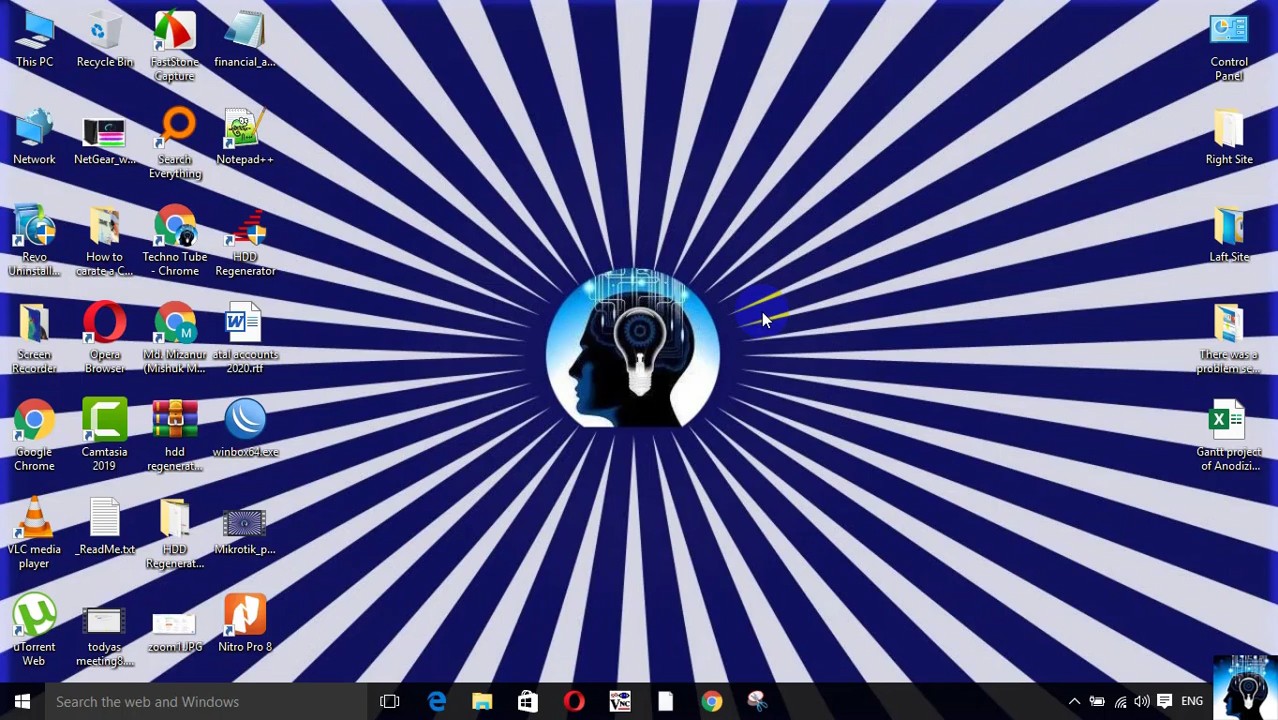 This PC
Recycle Bin
FastStone
Capture
financial_a...
Control
Panel
Network
NetGear_w...
Search
Everything
Notepad++
Right Site
Revo
Uninstall...
How to
carate a C...
Techno Tube
- Chrome
HDD
Regenerator
Laft Site
Screen
Recorder
Opera
Browser
M
Md. Mizanur
(Mishuk M...
atal accounts
2020.rtf
There was a
problem se...
Google
Chrome
Camtasia
2019
hdd
regenerat...
winbox64.exe
Gantt project
of Anodizi...
VLC media
player
_ReadMe.txt
HDD
Regenerat...
Mikrotik_p...
uTorrent
Web
todyas
meeting8....
zoom1.JPG
Nitro Pro 8
Search the web and Windows
VNC
ENG